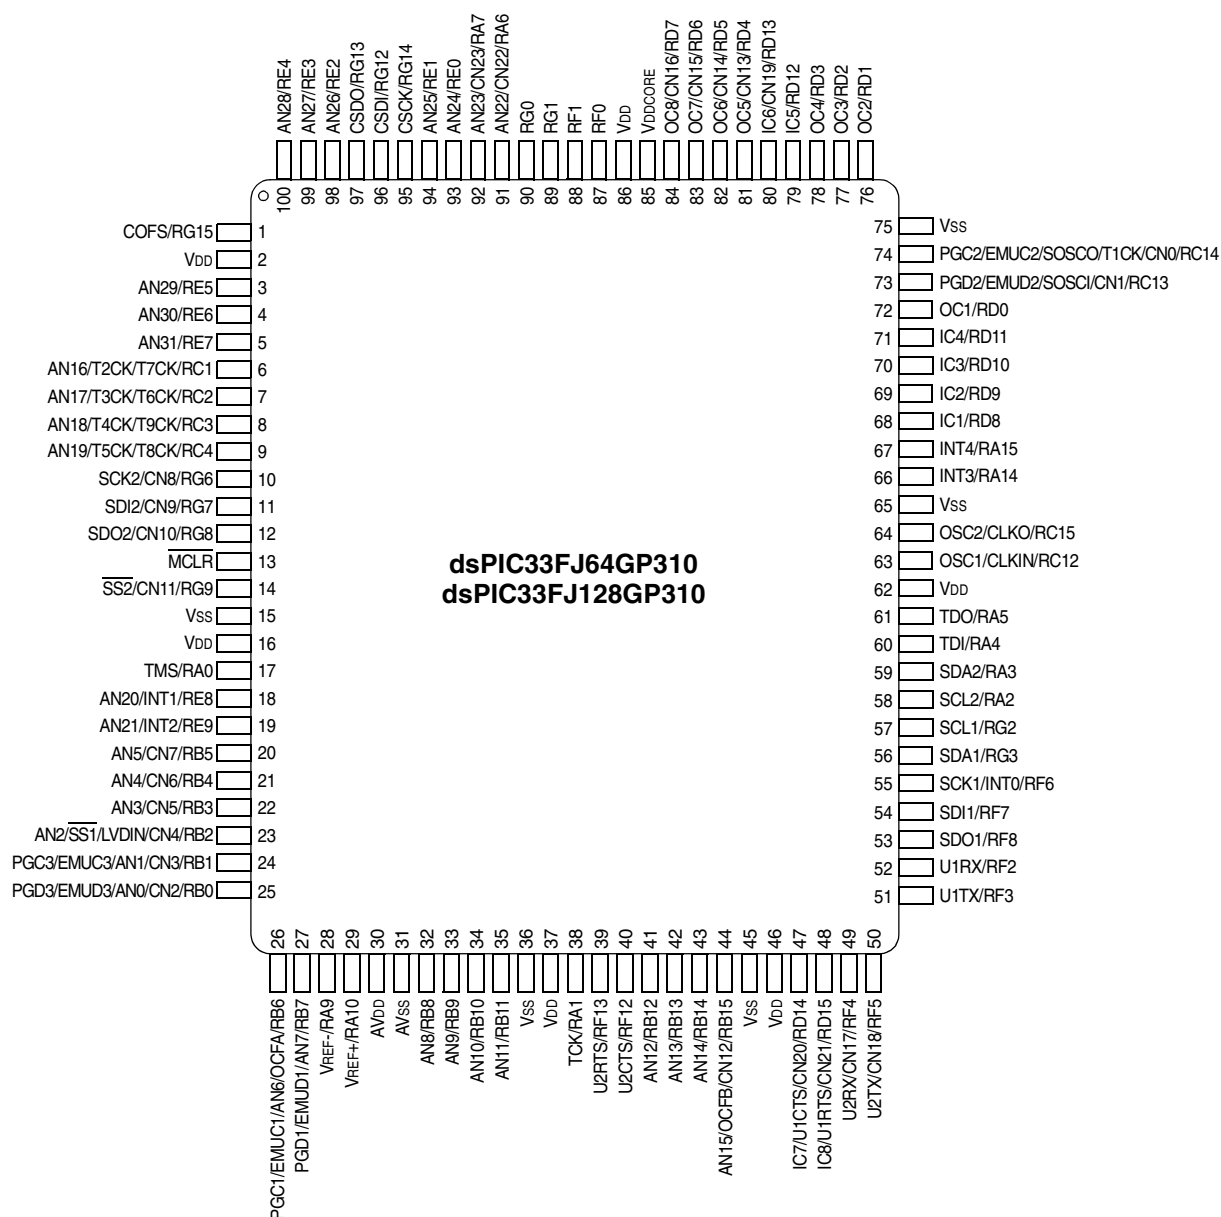 AN28/RE4
AN27/RE3
AN26/RE2
CSDO/RG13
CSDI/RG12
CSCK/RG14
AN25/RE1
AN24/RE0
AN23/CN23/RA7
AN22/CN22/RA6
RG0
RG1
RF1
RF0
VDD
VDDCORE
OC8/CN16/RD7
OC7/CN15/RD6
OC6/CN14/RD5
OC5/CN13/RD4
IC6/CN19/RD13
IC5/RD12
OC4/RD3
OC3/RD2
OC2/RD1
100
99
98
97
96
95
94
93
92
91
90
89
88
87
86
85
84
83
82
81
80
79
78
77
76
COFS/RG15 1
VDD 2
AN29/RE5 3
AN30/RE6 4
AN31/RE7 5
AN16/T2CK/T7CK/RC1 6
AN17/T3CK/T6CK/RC2 7
AN18/T4CK/T9CK/RC3 8
AN19/T5CK/T8CK/RC4 9
SCK2/CN8/RG6 10
SDI2/CN9/RG7 11
SDO2/CN10/RG8 12
MCLR 13
SS2/CN11/RG9 14
VSS 15
VDD 16
TMS/RA0 17
AN20/INT1/RE8 18
AN21/INT2/RE9 19
AN5/CN7/RB5 20
AN4/CN6/RB4 21
AN3/CN5/RB3 22
AN2/SS1/LVDIN/CN4/RB2 23
PGC3/EMUC3/AN1/CN3/RB1 24
PGD3/EMUD3/AN0/CN2/RB0 25
dsPIC33FJ64GP310
dsPIC33FJ128GP310
75 VSS
74 PGC2/EMUC2/SOSCO/T1CK/CN0/RC14
73 PGD2/EMUD2/SOSCI/CN1/RC13
72 OC1/RD0
71 IC4/RD11
70 IC3/RD10
69 IC2/RD9
68 IC1/RD8
67 INT4/RA15
66 INT3/RA14
65 VSS
64 OSC2/CLKO/RC15
63 OSC1/CLKIN/RC12
62 VDD
61 TDO/RA5
60 TDI/RA4
59 SDA2/RA3
58 SCL2/RA2
57 SCL1/RG2
56 SDA1/RG3
55 SCK1/INT0/RF6
54 SDI1/RF7
53 SDO1/RF8
52 U1RX/RF2
51 U1TX/RF3
26
27
28
29
30
31
32
33
34
35
36
37
38
39
40
41
42
43
44
45
46
47
48
49
50
PGC1/EMUC1/AN6/OCFA/RB6
PGD1/EMUD1/AN7/RB7
VREF-/RA9
VREF+/RA10
AVDD
AVSS
AN8/RB8
AN9/RB9
AN10/RB10
AN11/RB11
VSS
VDD
TCK/RA1
U2RTS/RF13
U2CTS/RF12
AN12/RB12
AN13/RB13
AN14/RB14
AN15/OCFB/CN12/RB15
VSS
VDD
IC7/U1CTS/CN20/RD14
IC8/U1RTS/CN21/RD15
U2RX/CN17/RF4
U2TX/CN18/RF5